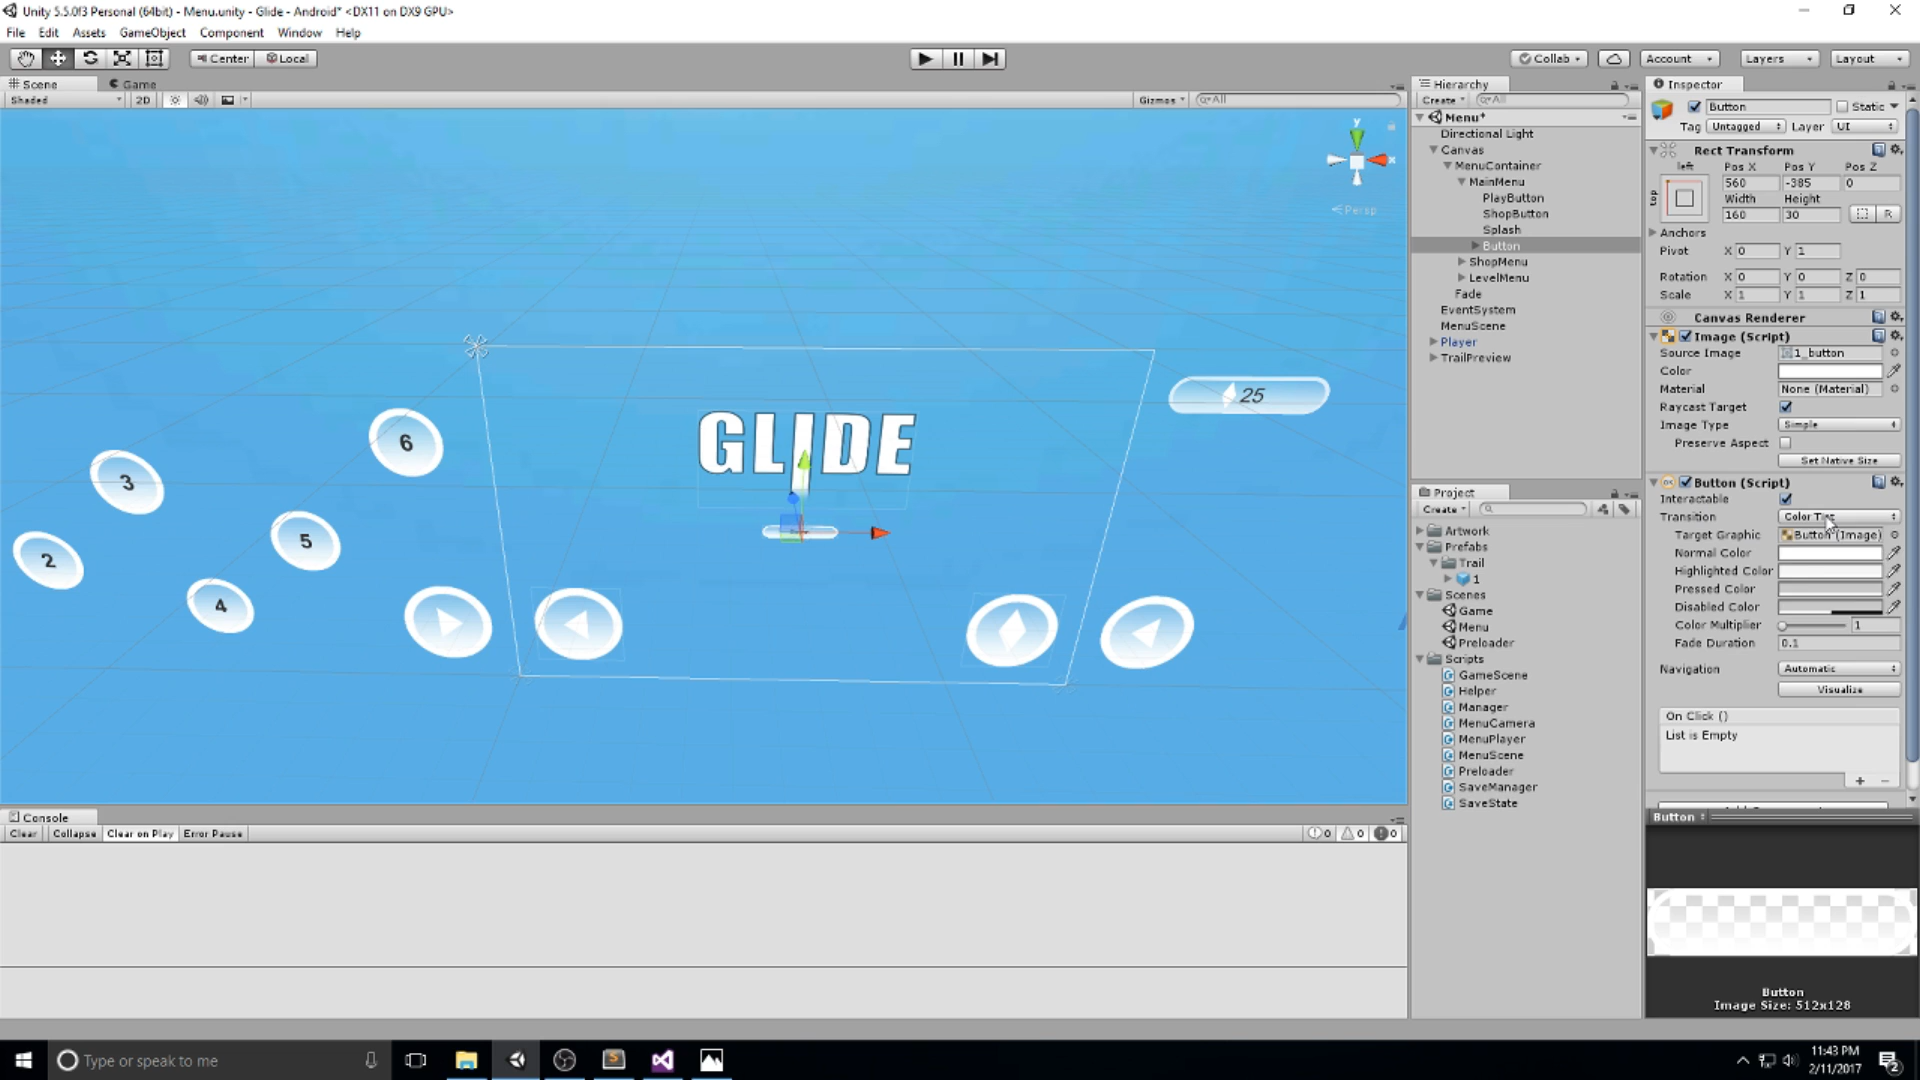 Unity 5.5.0f3 Personal (64bit) - Menu.unity - Glide - Android* <DX11 on DX9 GPU>
File Edit Assets GameObject Component Window Help
Center Local
Collab Account Layers Layout
Scene Game
Shaded 2D Gizmos All
y
x
Persp
25
GLIDE
6
3
5
2
4
Hierarchy
Create All
Menu*
Directional Light
Canvas
MenuContainer
MainMenu
PlayButton
ShopButton
Splash
Button
ShopMenu
LevelMenu
Fade
EventSystem
MenuScene
Player
TrailPreview
Project
Create
Artwork
Prefabs
Trail
1
Scenes
Game
Menu
Preloader
Scripts
GameScene
Helper
Manager
MenuCamera
MenuPlayer
MenuScene
Preloader
SaveManager
SaveState
Inspector
Button Static
Tag Untagged Layer UI
Rect Transform
left Pos X Pos Y Pos Z
top 560 -385 0
Width Height
160 30 R
Anchors
Pivot X 0 Y 1
Rotation X 0 Y 0 Z 0
Scale X 1 Y 1 Z 1
Canvas Renderer
Image (Script)
Source Image 1_button
Color
Material None (Material)
Raycast Target
Image Type Simple
Preserve Aspect
Set Native Size
Button (Script)
Interactable
Transition Color Tint
Target Graphic Button (Image)
Normal Color
Highlighted Color
Pressed Color
Disabled Color
Color Multiplier 1
Fade Duration 0.1
Navigation Automatic
Visualize
On Click ()
List is Empty
+ -
Button
Button
Image Size: 512x128
Console
Clear Collapse Clear on Play Error Pause 0 0 0
Type or speak to me
11:43 PM
2/11/2017
2